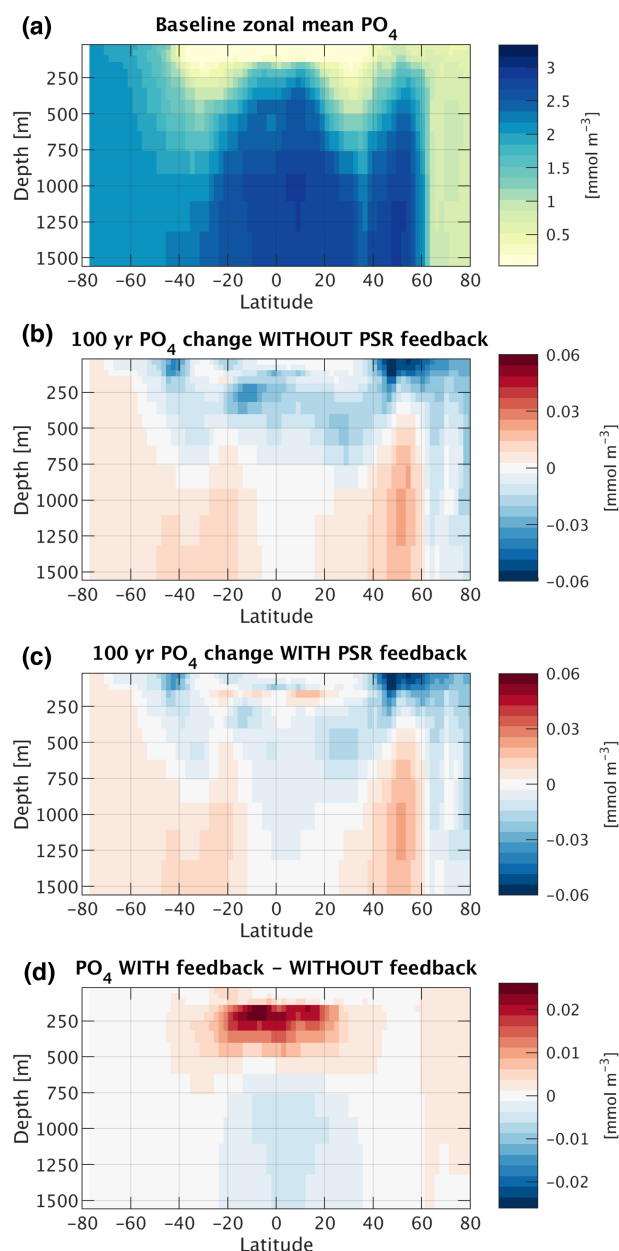 (a)
Baseline zonal mean PO₄
Depth [m]
250
500
750
1000
1250
1500
−80 −60 −40 −20 0 20 40 60 80
Latitude
3
2.5
2
1.5
1
0.5
[mmol m⁻³]
(b)
100 yr PO₄ change WITHOUT PSR feedback
Depth [m]
250
500
750
1000
1250
1500
−80 −60 −40 −20 0 20 40 60 80
Latitude
0.06
0.03
0
−0.03
−0.06
[mmol m⁻³]
(c)
100 yr PO₄ change WITH PSR feedback
Depth [m]
250
500
750
1000
1250
1500
−80 −60 −40 −20 0 20 40 60 80
Latitude
0.06
0.03
0
−0.03
−0.06
[mmol m⁻³]
(d)
PO₄ WITH feedback − WITHOUT feedback
Depth [m]
250
500
750
1000
1250
1500
−80 −60 −40 −20 0 20 40 60 80
Latitude
0.02
0.01
0
−0.01
−0.02
[mmol m⁻³]